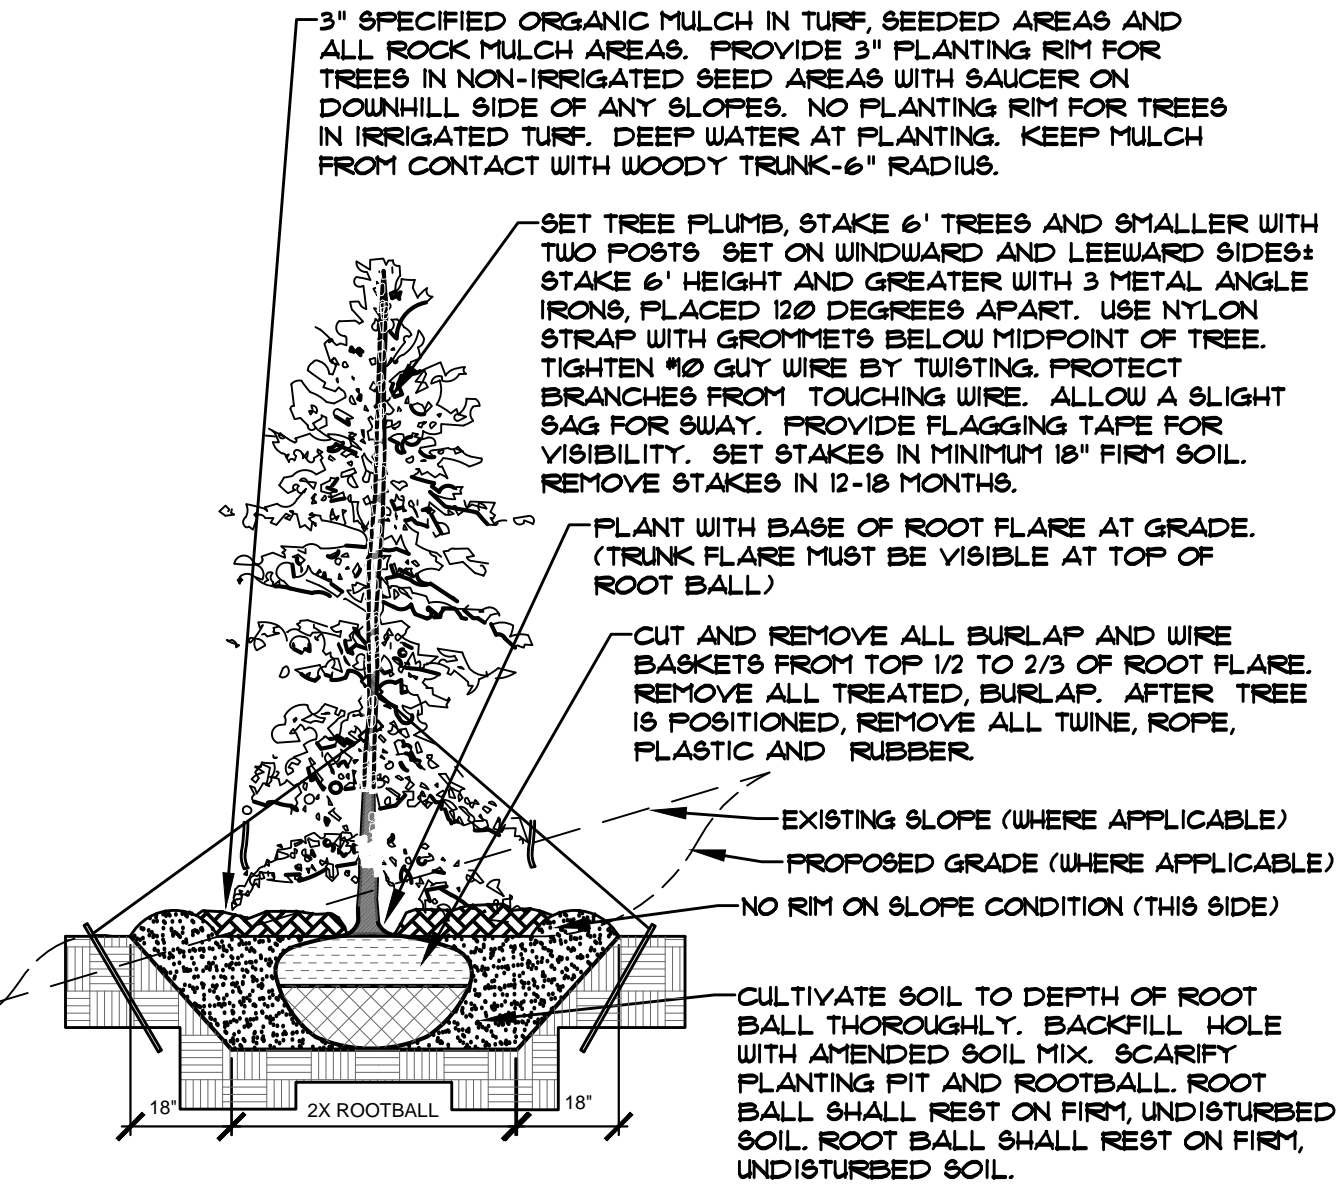 3" SPECIFIED ORGANIC MULCH IN TURF, SEEDED AREAS AND
ALL ROCK MULCH AREAS. PROVIDE 3" PLANTING RIM FOR
TREES IN NON-IRRIGATED SEED AREAS WITH SAUCER ON
DOWNHILL SIDE OF ANY SLOPES. NO PLANTING RIM FOR TREES
IN IRRIGATED TURF. DEEP WATER AT PLANTING. KEEP MULCH
FROM CONTACT WITH WOODY TRUNK-6" RADIUS.
SET TREE PLUMB, STAKE 6' TREES AND SMALLER WITH
TWO POSTS SET ON WINDWARD AND LEEWARD SIDES±
STAKE 6' HEIGHT AND GREATER WITH 3 METAL ANGLE
IRONS, PLACED 120 DEGREES APART. USE NYLON
STRAP WITH GROMMETS BELOW MIDPOINT OF TREE.
TIGHTEN #10 GUY WIRE BY TWISTING. PROTECT
BRANCHES FROM TOUCHING WIRE. ALLOW A SLIGHT
SAG FOR SWAY. PROVIDE FLAGGING TAPE FOR
VISIBILITY. SET STAKES IN MINIMUM 18" FIRM SOIL.
REMOVE STAKES IN 12-18 MONTHS.
PLANT WITH BASE OF ROOT FLARE AT GRADE.
(TRUNK FLARE MUST BE VISIBLE AT TOP OF
ROOT BALL)
CUT AND REMOVE ALL BURLAP AND WIRE
BASKETS FROM TOP 1/2 TO 2/3 OF ROOT FLARE.
REMOVE ALL TREATED, BURLAP. AFTER TREE
IS POSITIONED, REMOVE ALL TWINE, ROPE,
PLASTIC AND RUBBER.
EXISTING SLOPE (WHERE APPLICABLE)
PROPOSED GRADE (WHERE APPLICABLE)
NO RIM ON SLOPE CONDITION (THIS SIDE)
CULTIVATE SOIL TO DEPTH OF ROOT
BALL THOROUGHLY. BACKFILL HOLE
WITH AMENDED SOIL MIX. SCARIFY
PLANTING PIT AND ROOTBALL. ROOT
BALL SHALL REST ON FIRM, UNDISTURBED
SOIL. ROOT BALL SHALL REST ON FIRM,
UNDISTURBED SOIL.
18" 2X ROOTBALL 18"